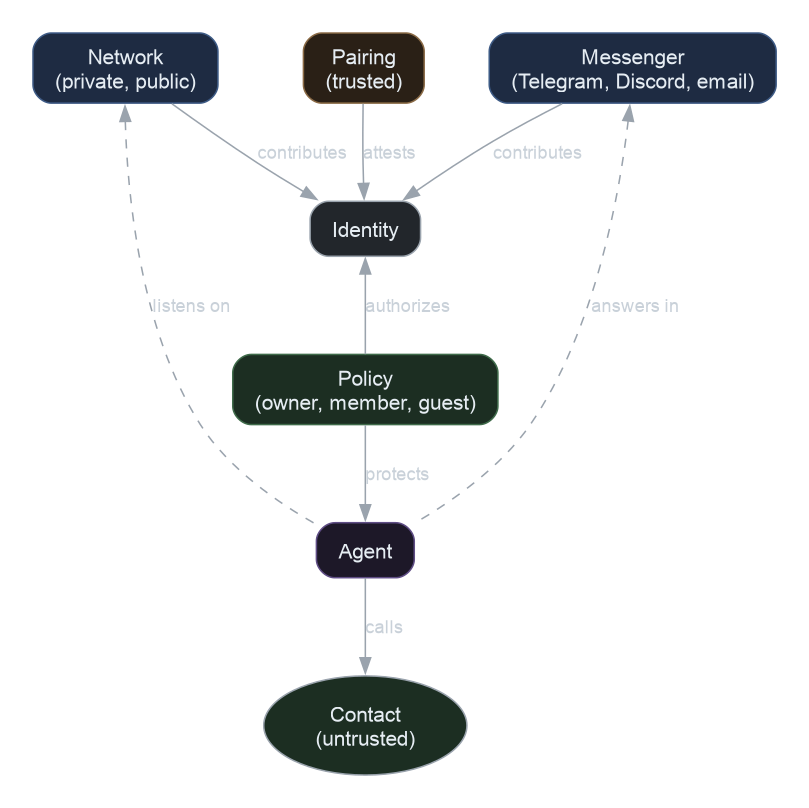 Network
(private, public)
Pairing
(trusted)
Messenger
(Telegram, Discord, email)
contributes
attests
contributes
Identity
listens on
authorizes
answers in
Policy
(owner, member, guest)
protects
Agent
calls
Contact
(untrusted)